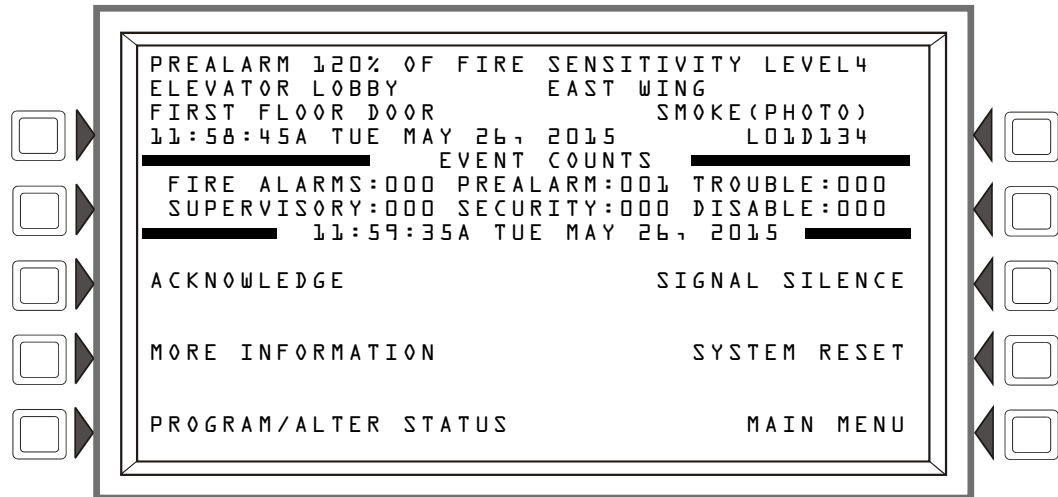 PREALARM 120% OF FIRE SENSITIVITY LEVEL4
ELEVATOR LOBBY EAST WING
FIRST FLOOR DOOR SMOKE(PHOTO)
11:58:45A TUE MAY 26, 2015 L01D134
EVENT COUNTS
FIRE ALARMS:000 PREALARM:001 TROUBLE:000
SUPERVISORY:000 SECURITY:000 DISABLE:000
11:59:35A TUE MAY 26, 2015
ACKNOWLEDGE SIGNAL SILENCE
MORE INFORMATION SYSTEM RESET
PROGRAM/ALTER STATUS MAIN MENU